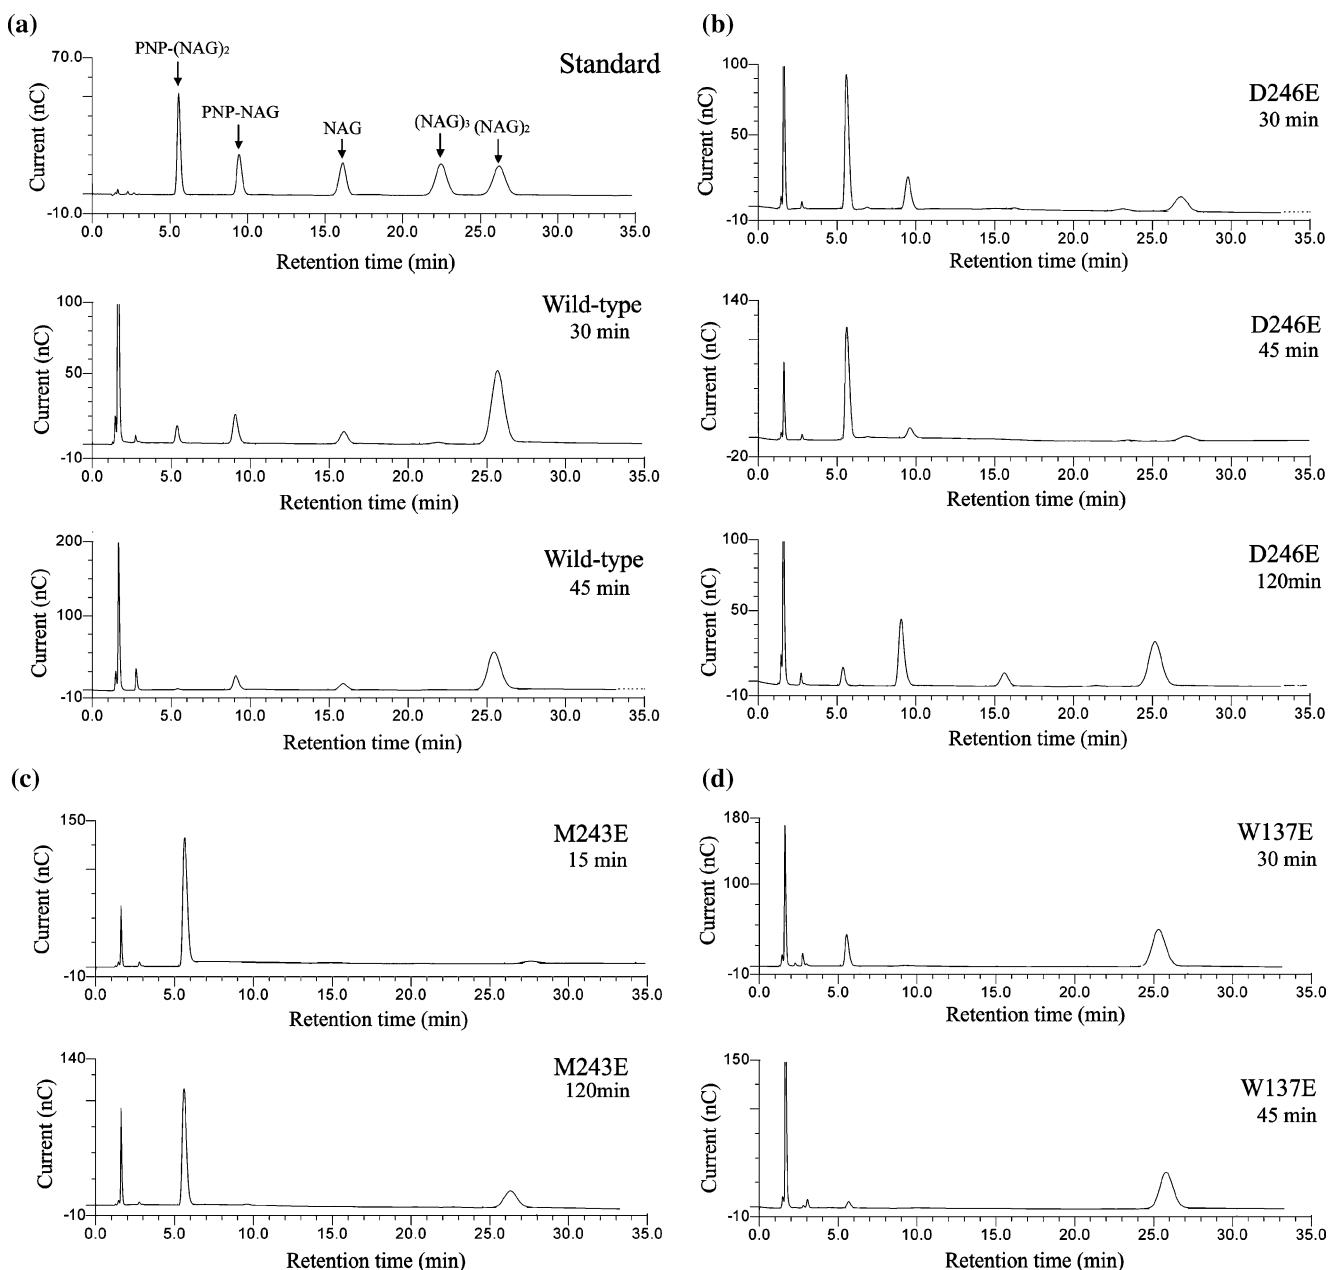 (a)
PNP-(NAG)₂
70.0
Standard
PNP-NAG
NAG
(NAG)₃
(NAG)₂
Current (nC)
-10.0
0.0 5.0 10.0 15.0 20.0 25.0 30.0 35.0
Retention time (min)
100
Wild-type
30 min
50
Current (nC)
-10
0.0 5.0 10.0 15.0 20.0 25.0 30.0 35.0
Retention time (min)
200
Wild-type
45 min
100
Current (nC)
-10
0.0 5.0 10.0 15.0 20.0 25.0 30.0 35.0
Retention time (min)
(b)
100
D246E
30 min
50
Current (nC)
-10
0.0 5.0 10.0 15.0 20.0 25.0 30.0 35.0
Retention time (min)
140
D246E
45 min
Current (nC)
-20
0.0 5.0 10.0 15.0 20.0 25.0 30.0 35.0
Retention time (min)
100
D246E
120min
50
Current (nC)
-10
0.0 5.0 10.0 15.0 20.0 25.0 30.0 35.0
Retention time (min)
(c)
150
M243E
15 min
Current (nC)
-10
0.0 5.0 10.0 15.0 20.0 25.0 30.0 35.0
Retention time (min)
140
M243E
120min
Current (nC)
-10
0.0 5.0 10.0 15.0 20.0 25.0 30.0 35.0
Retention time (min)
(d)
180
W137E
30 min
100
Current (nC)
-10
0.0 5.0 10.0 15.0 20.0 25.0 30.0 35.0
Retention time (min)
150
W137E
45 min
Current (nC)
-10
0.0 5.0 10.0 15.0 20.0 25.0 30.0 35.0
Retention time (min)